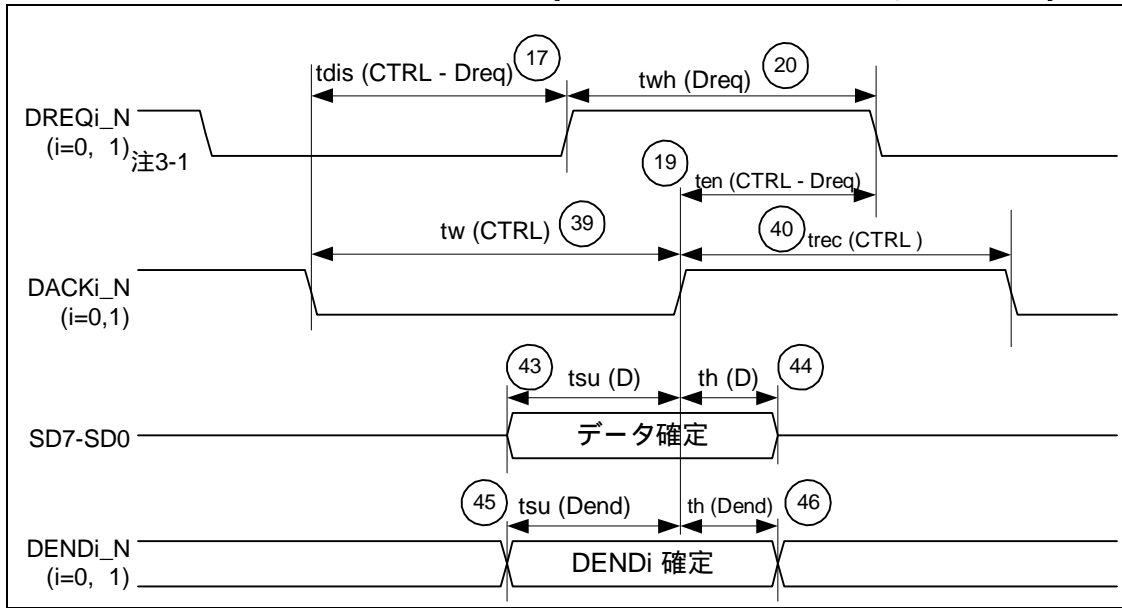 tdis (CTRL - Dreq) 17
twh (Dreq) 20
DREQi_N
(i=0, 1)注3-1
19
ten (CTRL - Dreq)
tw (CTRL) 39
40 trec (CTRL )
DACKi_N
(i=0,1)
43 tsu (D) th (D) 44
SD7-SD0 データ確定
45 tsu (Dend) th (Dend) 46
DENDi_N
(i=0, 1)
DENDi 確定